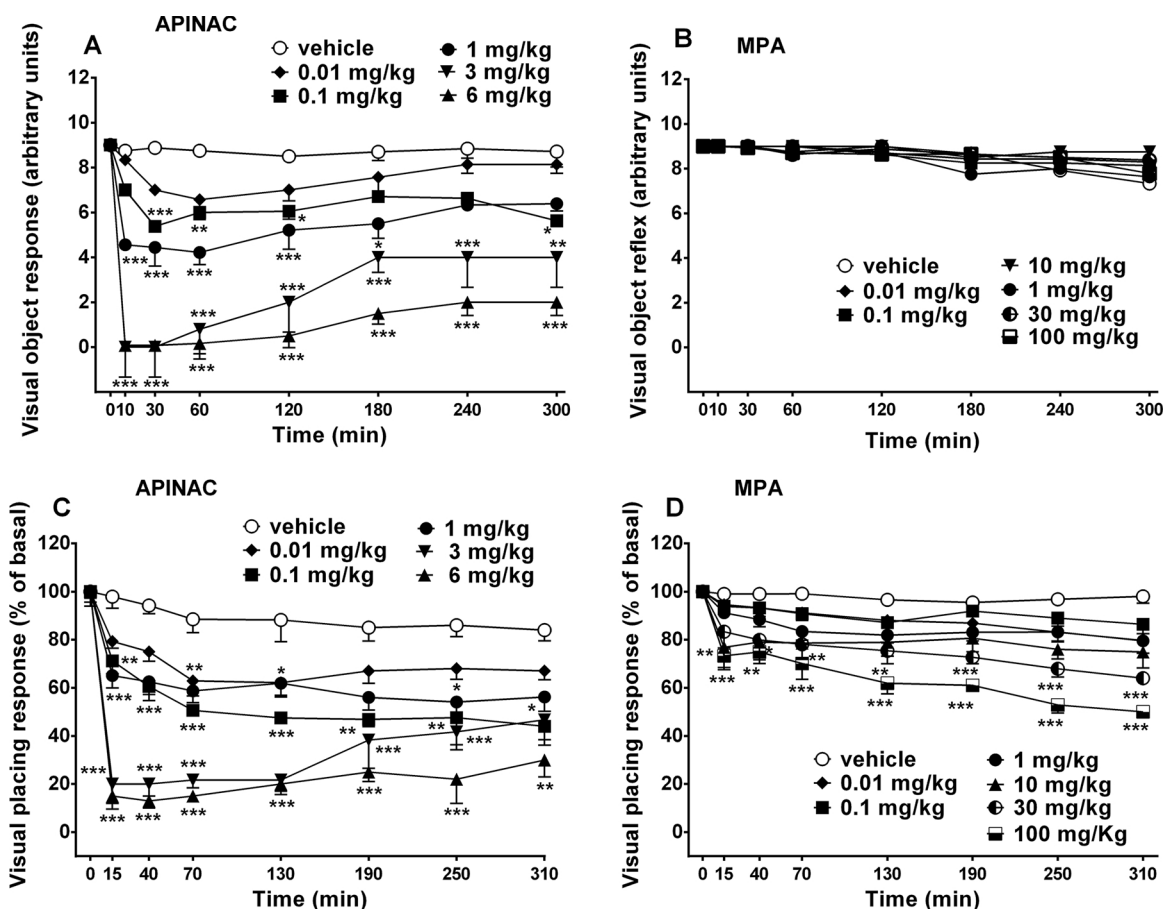 APINAC
A
vehicle
0.01 mg/kg
0.1 mg/kg
1 mg/kg
3 mg/kg
6 mg/kg
Visual object response (arbitrary units)
12
10
8
6
4
2
0
*** ** * * *** * **
*** *** *** *** *** ***
*** *** *** *** *** *** ***
0 10 30 60 120 180 240 300
Time (min)
B
MPA
Visual object reflex (arbitrary units)
12
10
8
6
4
2
0
vehicle
0.01 mg/kg
0.1 mg/kg
10 mg/kg
1 mg/kg
30 mg/kg
100 mg/kg
0 10 30 60 120 180 240 300
Time (min)
APINAC
C
vehicle
0.01 mg/kg
0.1 mg/kg
1 mg/kg
3 mg/kg
6 mg/kg
Visual placing response (% of basal)
120
100
80
60
40
20
0
** ** * * *
*** *** *** *** ** *** ** ***
*** *** ***
*** *** *** *** *** *** **
0 15 40 70 130 190 250 310
Time (min)
MPA
D
Visual placing response (% of basal)
120
100
80
60
40
20
0
** * ** ** *** *** ***
*** ** *** *** *** *** ***
vehicle
0.01 mg/kg
0.1 mg/kg
1 mg/kg
10 mg/kg
30 mg/kg
100 mg/Kg
0 15 40 70 130 190 250 310
Time (min)